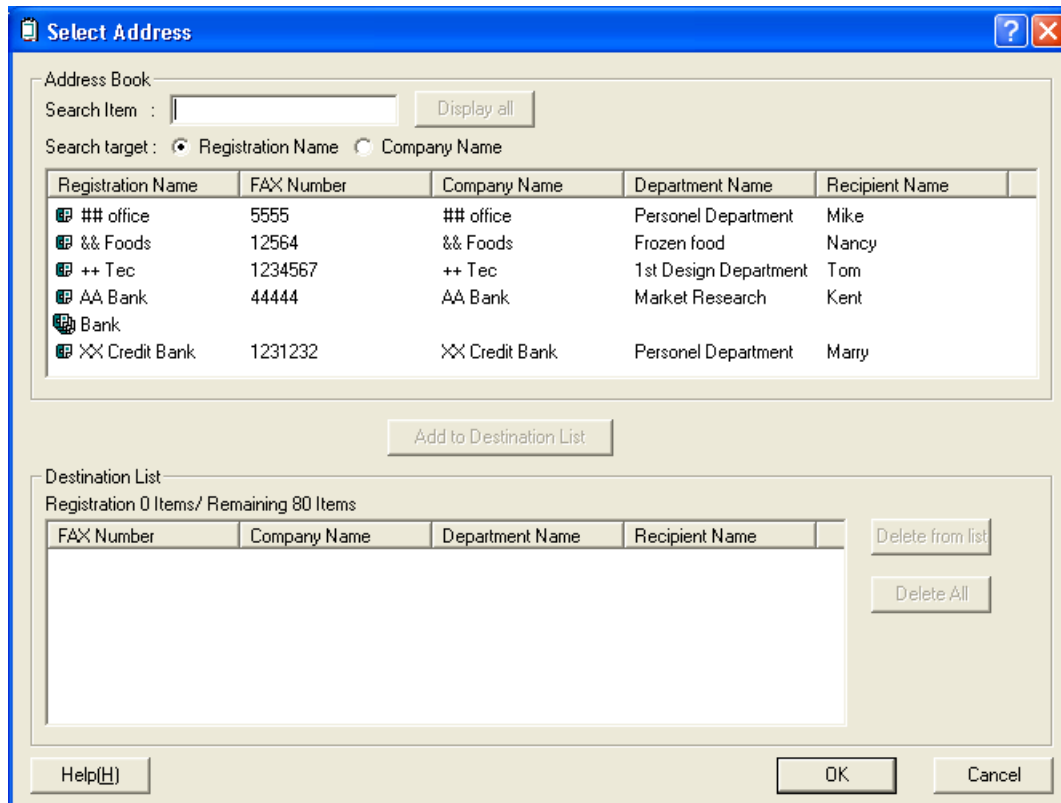 Select Address
Address Book
Search Item : Display all
Search target : Registration Name Company Name
Registration Name FAX Number Company Name Department Name Recipient Name
## office 5555 ## office Personel Department Mike
&& Foods 12564 && Foods Frozen food Nancy
++ Tec 1234567 ++ Tec 1st Design Department Tom
AA Bank 44444 AA Bank Market Research Kent
Bank
XX Credit Bank 1231232 XX Credit Bank Personel Department Marry
Add to Destination List
Destination List
Registration 0 Items/ Remaining 80 Items
FAX Number Company Name Department Name Recipient Name
Delete from list
Delete All
Help(H) OK Cancel